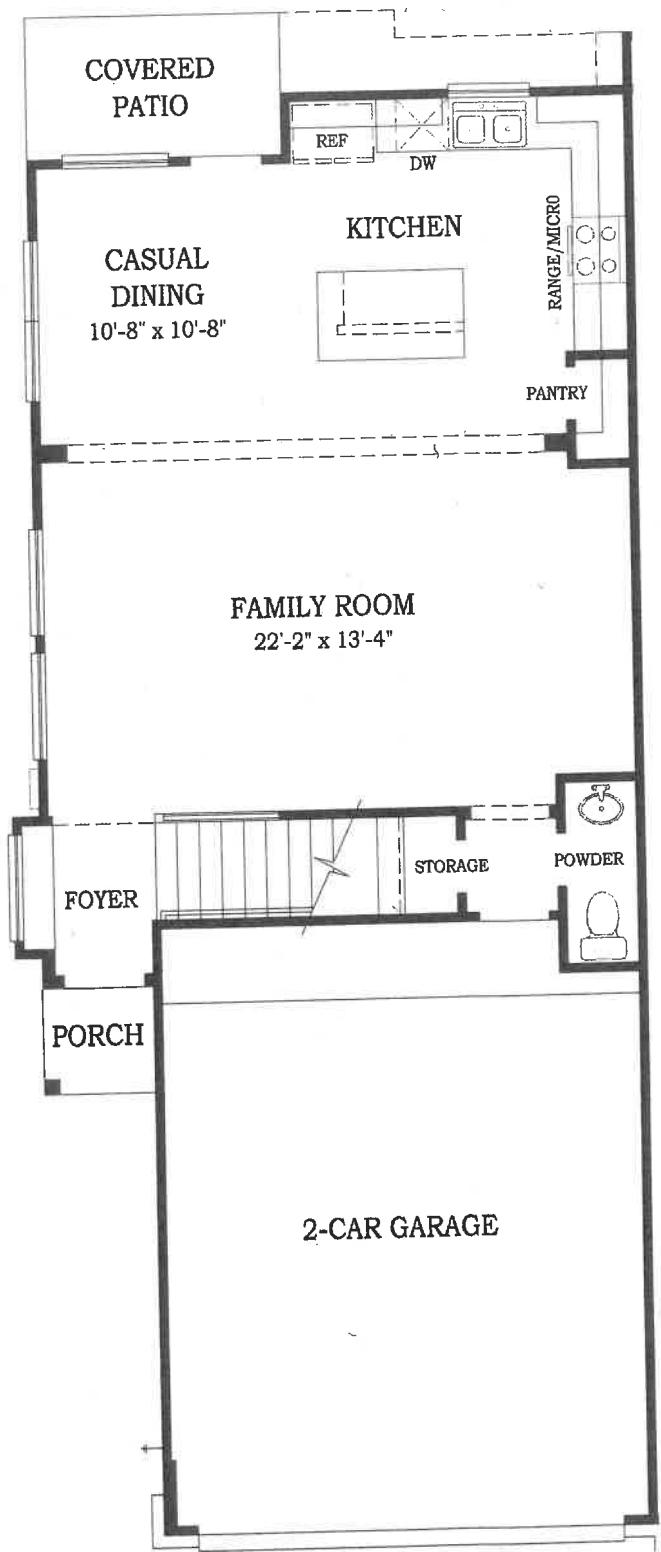 COVERED
PATIO
REF
DW
KITCHEN
RANGE/MICRO
CASUAL
DINING
10'-8" x 10'-8"
PANTRY
FAMILY ROOM
22'-2" x 13'-4"
STORAGE
POWDER
FOYER
PORCH
2-CAR GARAGE